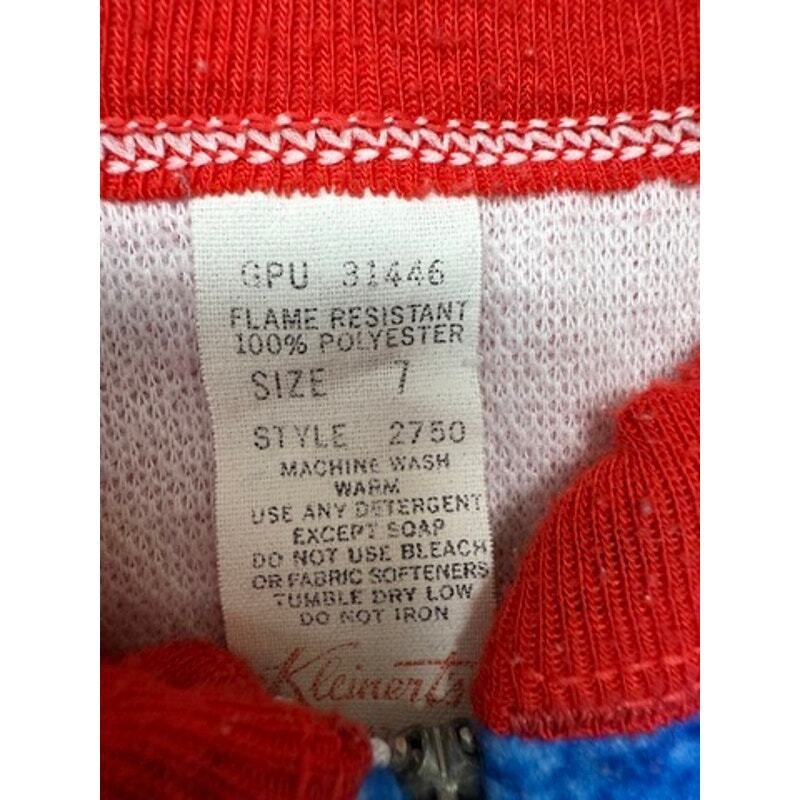 GPU 31446
FLAME RESISTANT
100% POLYESTER
SIZE 7
STYLE 2750
MACHINE WASH
WARM
USE ANY DETERGENT
EXCEPT SOAP
DO NOT USE BLEACH
OR FABRIC SOFTENERS
TUMBLE DRY LOW
DO NOT IRON
Kleinert's